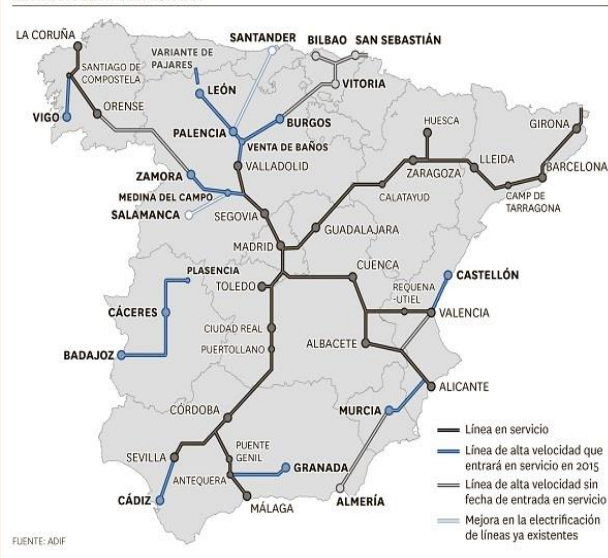 LA CORUÑA
SANTANDER
BILBAO
SAN SEBASTIÁN
VARIANTE DE
PAJARES
SANTIAGO DE
COMPOSTELA
LEÓN
VITORIA
ORENSE
VIGO
PALENCIA
BURGOS
HUESCA
GIRONA
VENTA DE BAÑOS
ZAMORA
VALLADOLID
ZARAGOZA
LLEIDA
BARCELONA
MEDINA DEL CAMPO
SALAMANCA
CALATAYUD
CAMP DE
TARRAGONA
SEGOVIA
GUADALAJARA
MADRID
CUENCA
PLASENCIA
TOLEDO
CASTELLÓN
REQUENA
-UTIEL
CÁCERES
VALENCIA
CIUDAD REAL
ALBACETE
BADAJOZ
PUERTOLLANO
ALICANTE
CÓRDOBA
MURCIA
SEVILLA
PUENTE
GENIL
GRANADA
ANTEQUERA
CÁDIZ
MÁLAGA
ALMERÍA
Línea en servicio
Línea de alta velocidad que
entrará en servicio en 2015
Línea de alta velocidad sin
fecha de entrada en servicio
Mejora en la electrificación
de líneas ya existentes
FUENTE: ADIF